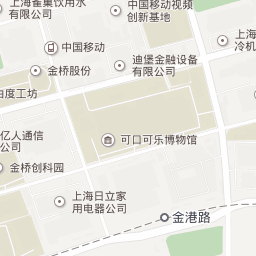 上海雀巢饮用水
有限公司
中国移动视频
创新基地
中国移动
上海
冷机
金桥股份
迪堡金融设备
有限公司
白度工坊
亿人通信
公司
可口可乐博物馆
金桥创科园
上海日立家
用电器公司
金港路